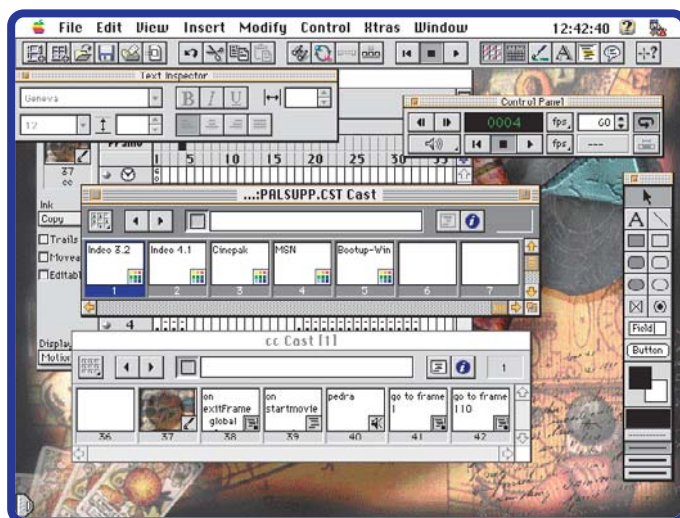 File Edit View Insert Modify Control Xtras Window 12:42:40
Text Inspector
Geneva B I U
12
Control Panel
0004 fps 60
fps ---
37
cc
Frame
1 5 10 15 20 25 30 35
Ink
Copy
Trails
Editabl
...:PALSUPP.CST Cast
Indeo 3.2 Indeo 4.1 Cinepak MSN Bootup-Win
1 2 3 4 5 6 7
4
Display
cc Cast [1]
1
on exitFrame global
on startmovie
pedra
go to frame 1
go to frame 110
36 37 38 39 40 41 42
A
Field
Button